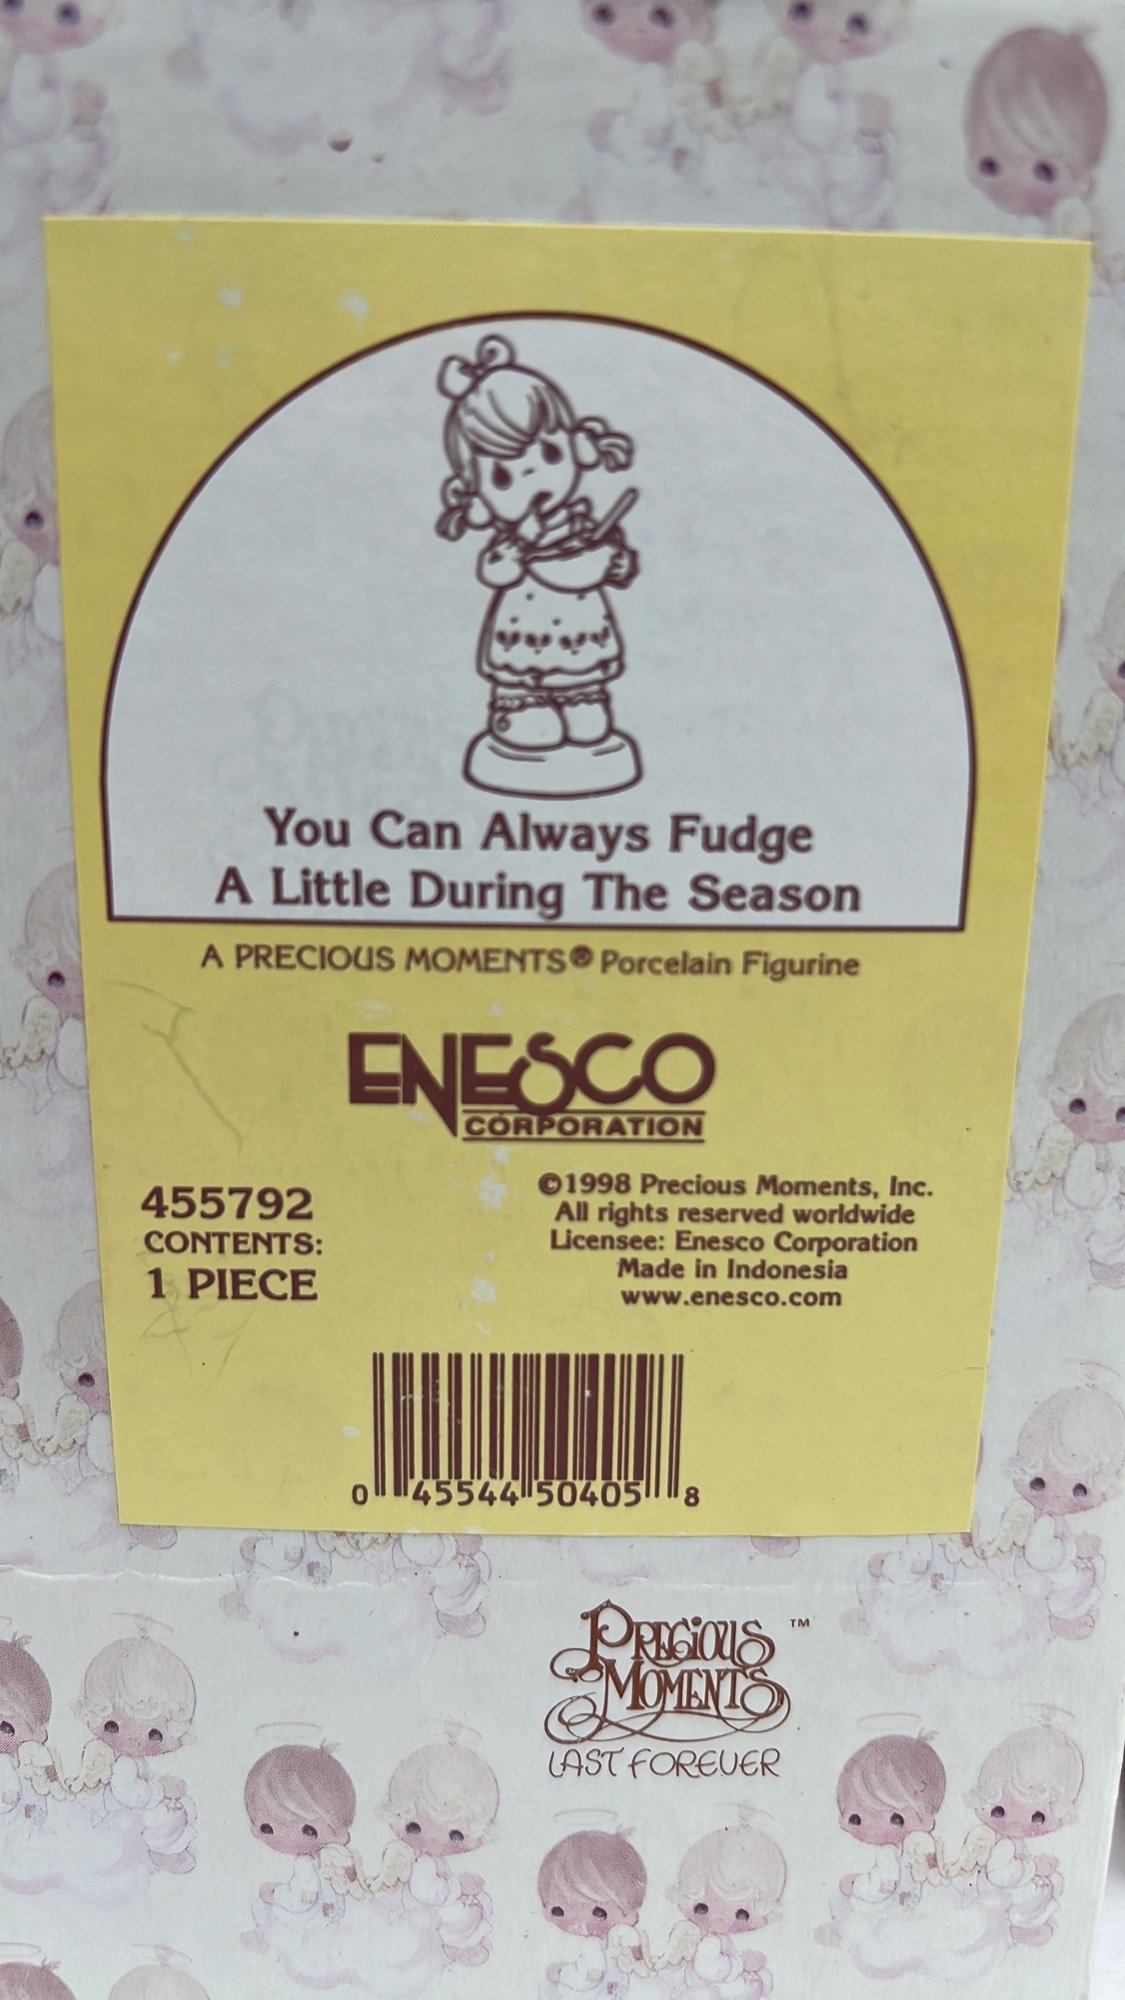 You Can Always Fudge
A Little During The Season
A PRECIOUS MOMENTS® Porcelain Figurine
ENESCO
CORPORATION
455792
CONTENTS:
1 PIECE
©1998 Precious Moments, Inc.
All rights reserved worldwide
Licensee: Enesco Corporation
Made in Indonesia
www.enesco.com
0 45544 50405 8
PRECIOUS ™
MOMENTS
LAST FOREVER